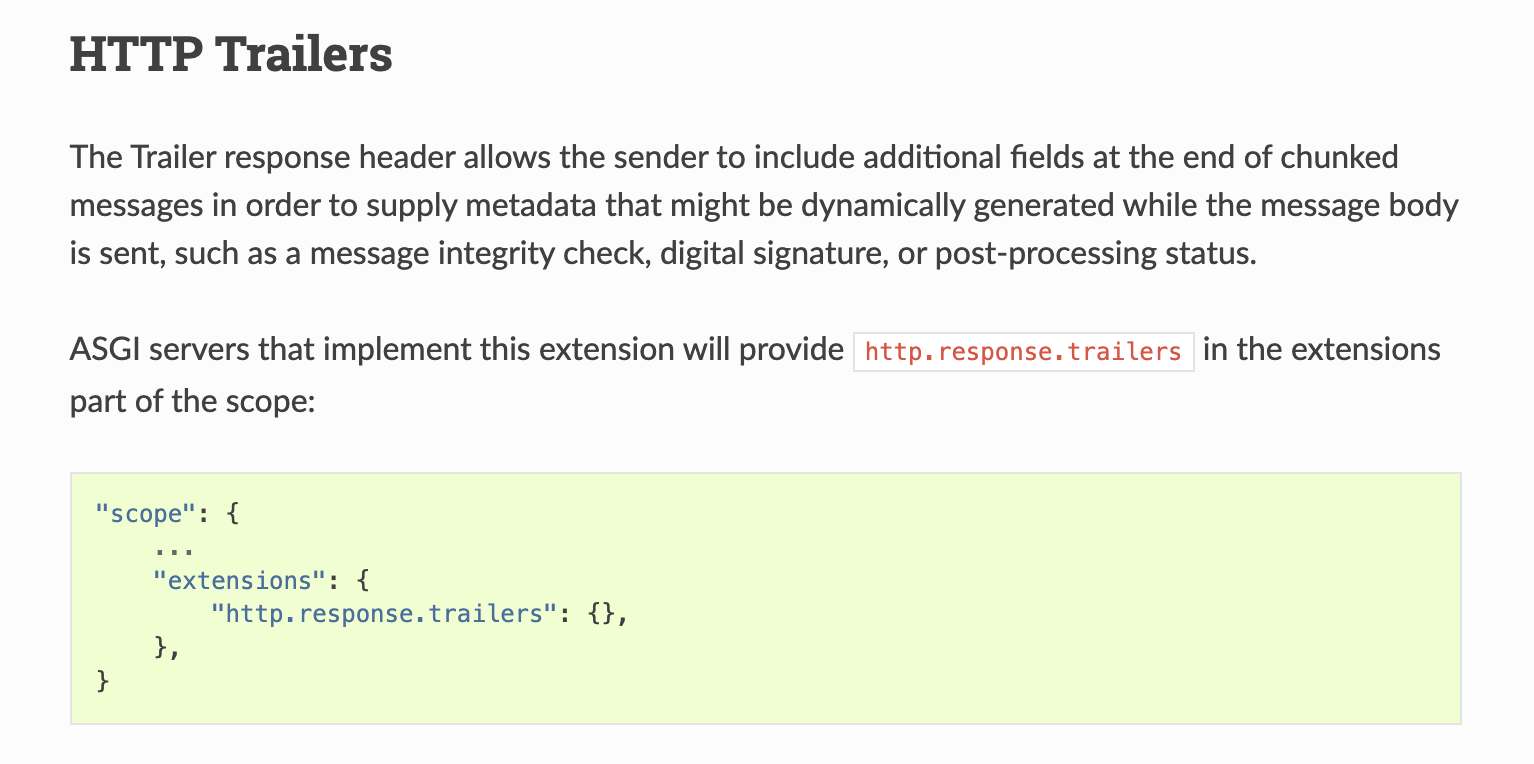 HTTP Trailers
The Trailer response header allows the sender to include additional fields at the end of chunked
messages in order to supply metadata that might be dynamically generated while the message body
is sent, such as a message integrity check, digital signature, or post-processing status.
ASGI servers that implement this extension will provide http.response.trailers in the extensions
part of the scope:
"scope": {
    ...
    "extensions": {
        "http.response.trailers": {},
    },
}